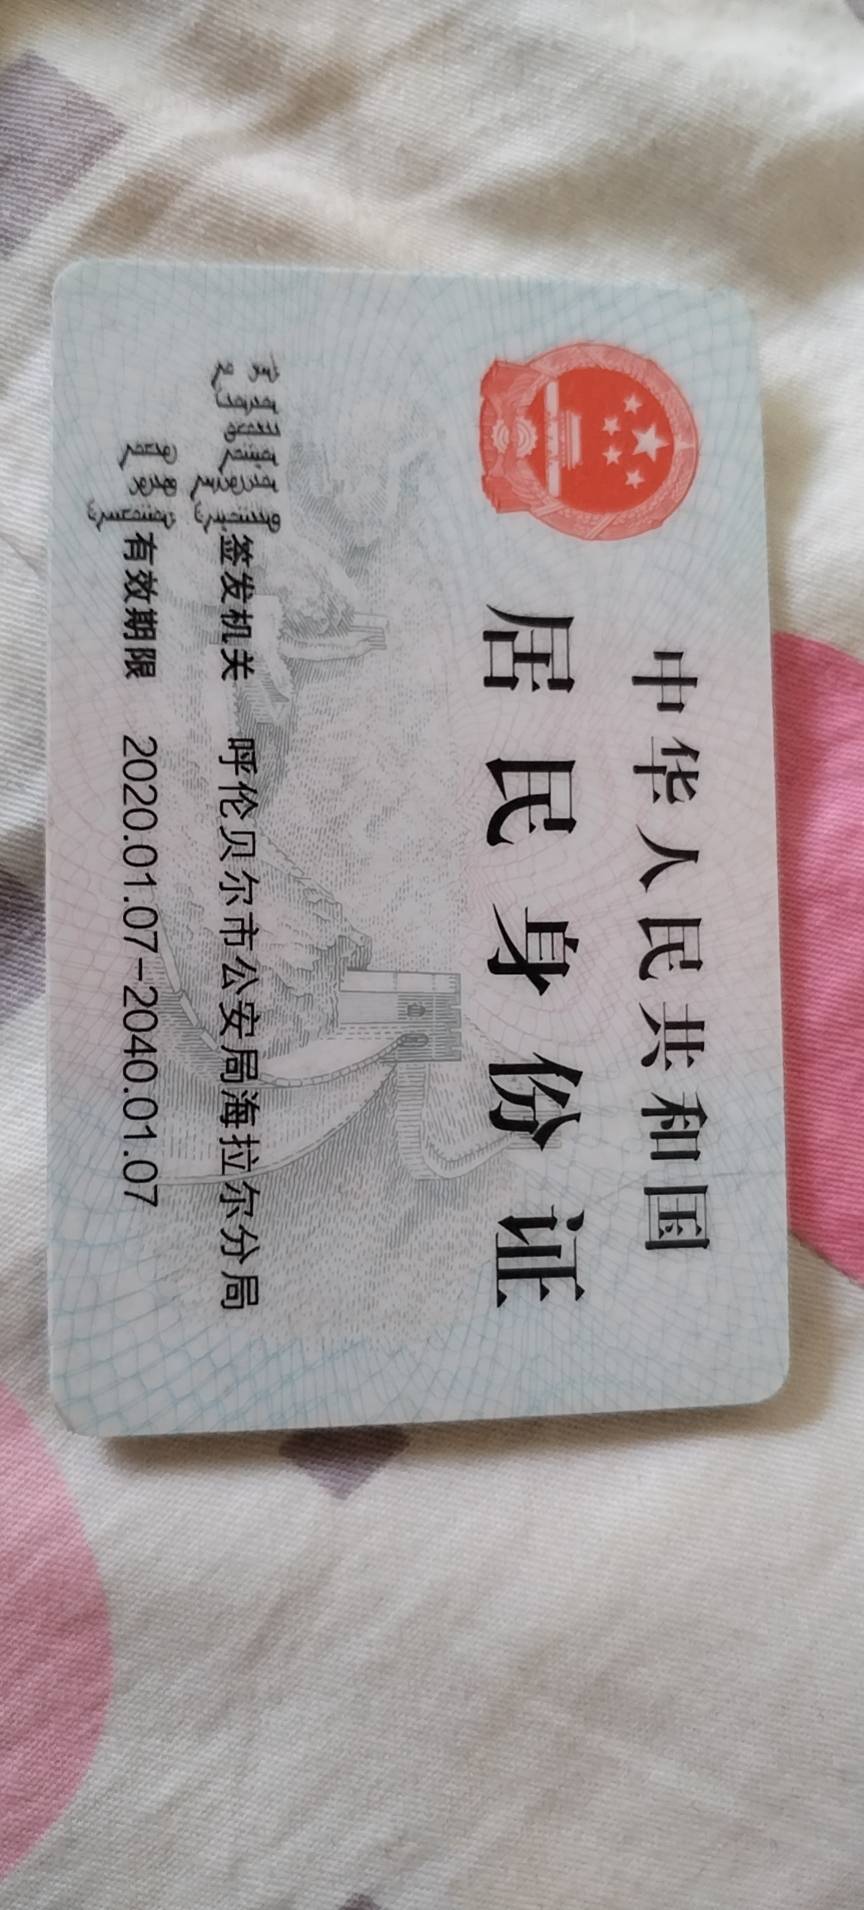 中华人民共和国
居民身份证
签发机关 呼伦贝尔市公安局海拉尔分局
有效期限 2020.01.07-2040.01.07